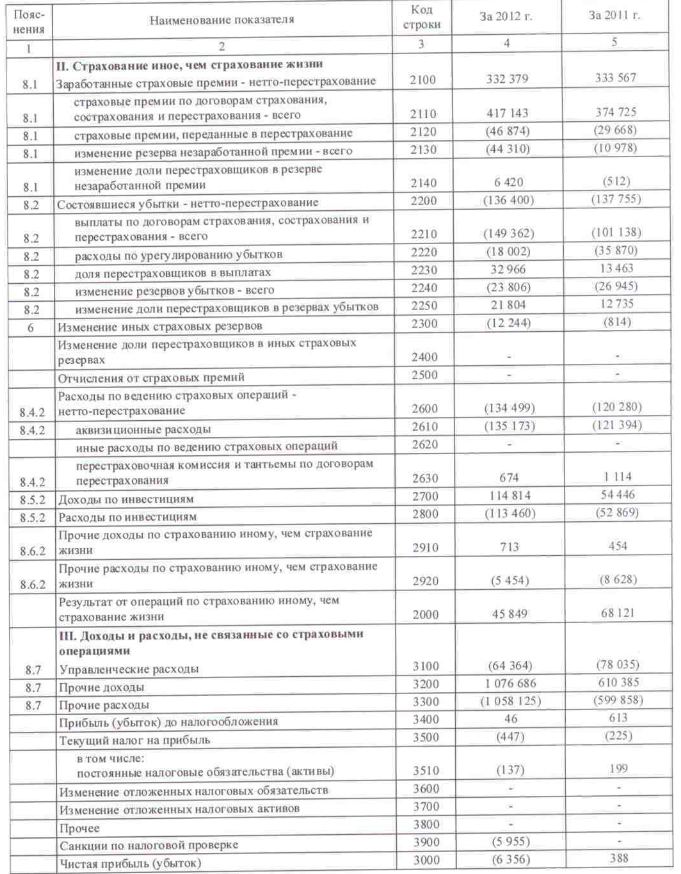 Пояс-
нения Наименование показателя Код
строки За 2012 г. За 2011 г.
1 2 3 4 5
II. Страхование иное, чем страхование жизни
8.1 Заработанные страховые премии - нетто-перестрахование 2100 332 379 333 567
страховые премии по договорам страхования,
8.1 сострахования и перестрахования - всего 2110 417 143 374 725
8.1 страховые премии, переданные в перестрахование 2120 (46 874) (29 668)
8.1 изменение резерва незаработанной премии - всего 2130 (44 310) (10 978)
изменение доли перестраховщиков в резерве
8.1 незаработанной премии 2140 6 420 (512)
8.2 Состоявшиеся убытки - нетто-перестрахование 2200 (136 400) (137 755)
выплаты по договорам страхования, сострахования и
8.2 перестрахования - всего 2210 (149 362) (101 138)
8.2 расходы по урегулированию убытков 2220 (18 002) (35 870)
8.2 доля перестраховщиков в выплатах 2230 32 966 13 463
8.2 изменение резервов убытков - всего 2240 (23 806) (26 945)
8.2 изменение доли перестраховщиков в резервах убытков 2250 21 804 12 735
6 Изменение иных страховых резервов 2300 (12 244) (814)
Изменение доли перестраховщиков в иных страховых
резервах 2400 - -
Отчисления от страховых премий 2500 - -
Расходы по ведению страховых операций -
8.4.2 нетто-перестрахование 2600 (134 499) (120 280)
8.4.2 аквизиционные расходы 2610 (135 173) (121 394)
иные расходы по ведению страховых операций 2620 - -
перестраховочная комиссия и тантьемы по договорам
8.4.2 перестрахования 2630 674 1 114
8.5.2 Доходы по инвестициям 2700 114 814 54 446
8.5.2 Расходы по инвестициям 2800 (113 460) (52 869)
Прочие доходы по страхованию иному, чем страхование
8.6.2 жизни 2910 713 454
Прочие расходы по страхованию иному, чем страхование
8.6.2 жизни 2920 (5 454) (8 628)
Результат от операций по страхованию иному, чем
страхование жизни 2000 45 849 68 121
III. Доходы и расходы, не связанные со страховыми
операциями
8.7 Управленческие расходы 3100 (64 364) (78 035)
8.7 Прочие доходы 3200 1 076 686 610 385
8.7 Прочие расходы 3300 (1 058 125) (599 858)
Прибыль (убыток) до налогообложения 3400 46 613
Текущий налог на прибыль 3500 (447) (225)
в том числе:
постоянные налоговые обязательства (активы) 3510 (137) 199
Изменение отложенных налоговых обязательств 3600 - -
Изменение отложенных налоговых активов 3700 - -
Прочее 3800 - -
Санкции по налоговой проверке 3900 (5 955) -
Чистая прибыль (убыток) 3000 (6 356) 388